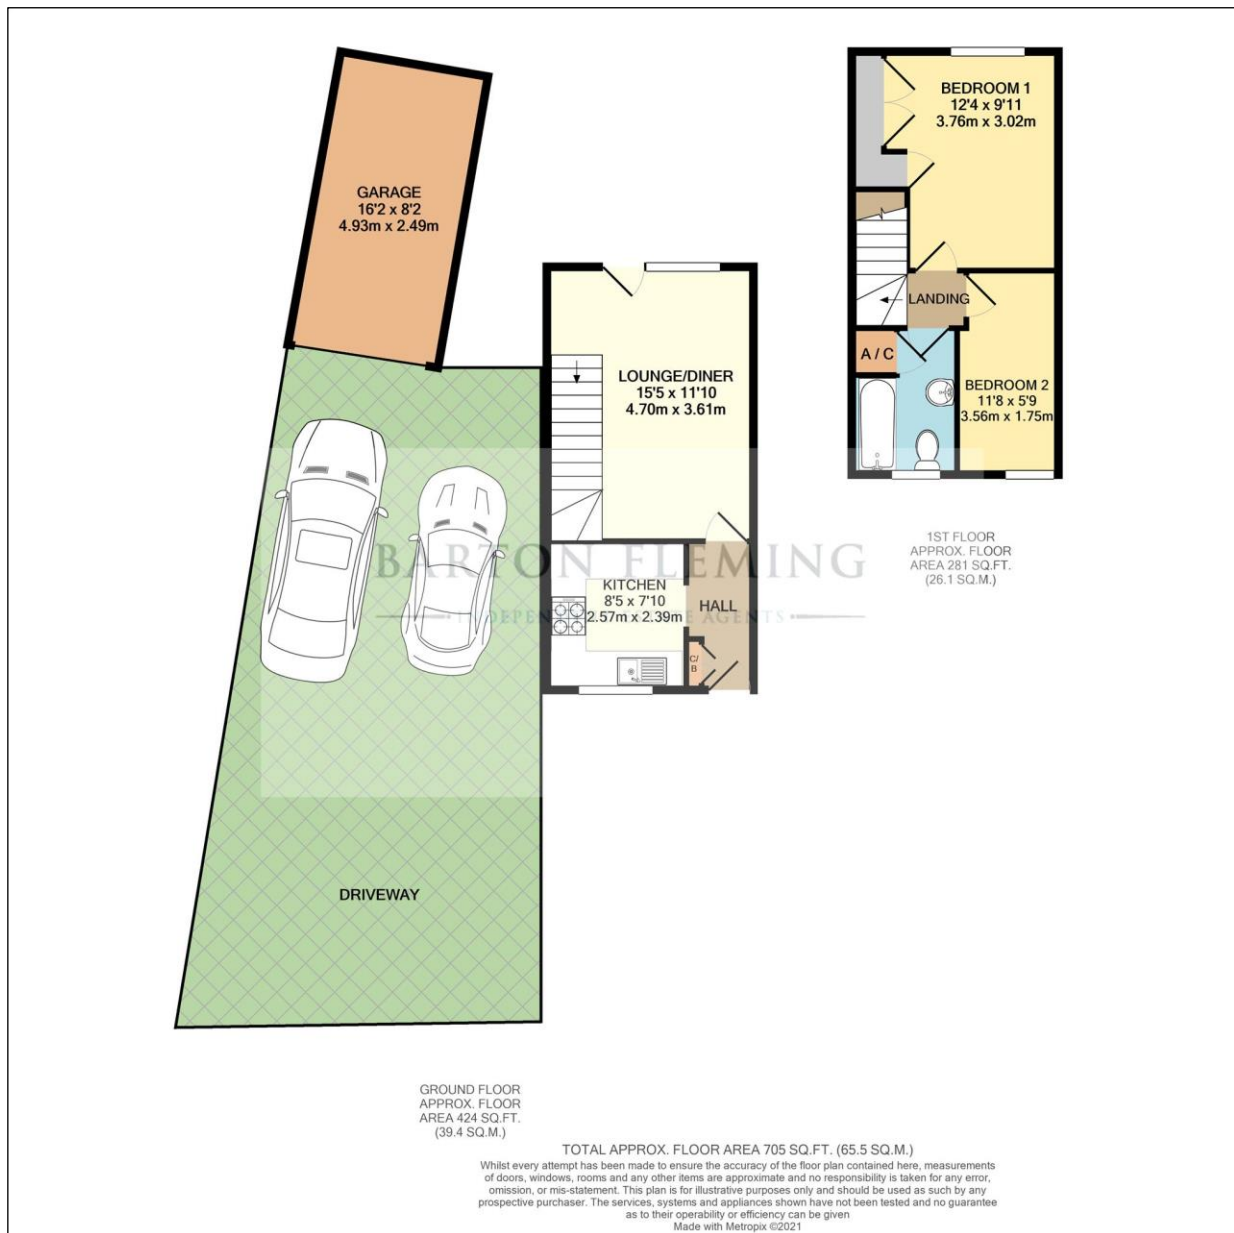 GARAGE
16'2 x 8'2
4.93m x 2.49m
LOUNGE/DINER
15'5 x 11'10
4.70m x 3.61m
KITCHEN
8'5 x 7'10
2.57m x 2.39m
HALL
C/
B
DRIVEWAY
BARTON FLEMING
INDEPENDENT ESTATE AGENTS
BEDROOM 1
12'4 x 9'11
3.76m x 3.02m
LANDING
A / C
BEDROOM 2
11'8 x 5'9
3.56m x 1.75m
1ST FLOOR
APPROX. FLOOR
AREA 281 SQ.FT.
(26.1 SQ.M.)
GROUND FLOOR
APPROX. FLOOR
AREA 424 SQ.FT.
(39.4 SQ.M.)
TOTAL APPROX. FLOOR AREA 705 SQ.FT. (65.5 SQ.M.)
Whilst every attempt has been made to ensure the accuracy of the floor plan contained here, measurements
of doors, windows, rooms and any other items are approximate and no responsibility is taken for any error,
omission, or mis-statement. This plan is for illustrative purposes only and should be used as such by any
prospective purchaser. The services, systems and appliances shown have not been tested and no guarantee
as to their operability or efficiency can be given
Made with Metropix ©2021